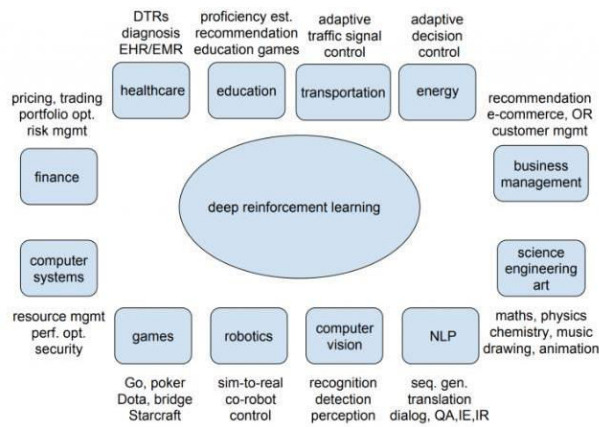 DTRs
diagnosis
EHR/EMR
healthcare
proficiency est.
recommendation
education games
education
adaptive
traffic signal
control
transportation
adaptive
decision
control
energy
pricing, trading
portfolio opt.
risk mgmt
finance
recommendation
e-commerce, OR
customer mgmt
business
management
deep reinforcement learning
computer
systems
resource mgmt
perf. opt.
security
science
engineering
art
maths, physics
chemistry, music
drawing, animation
games
Go, poker
Dota, bridge
Starcraft
robotics
sim-to-real
co-robot
control
computer
vision
recognition
detection
perception
NLP
seq. gen.
translation
dialog, QA,IE,IR